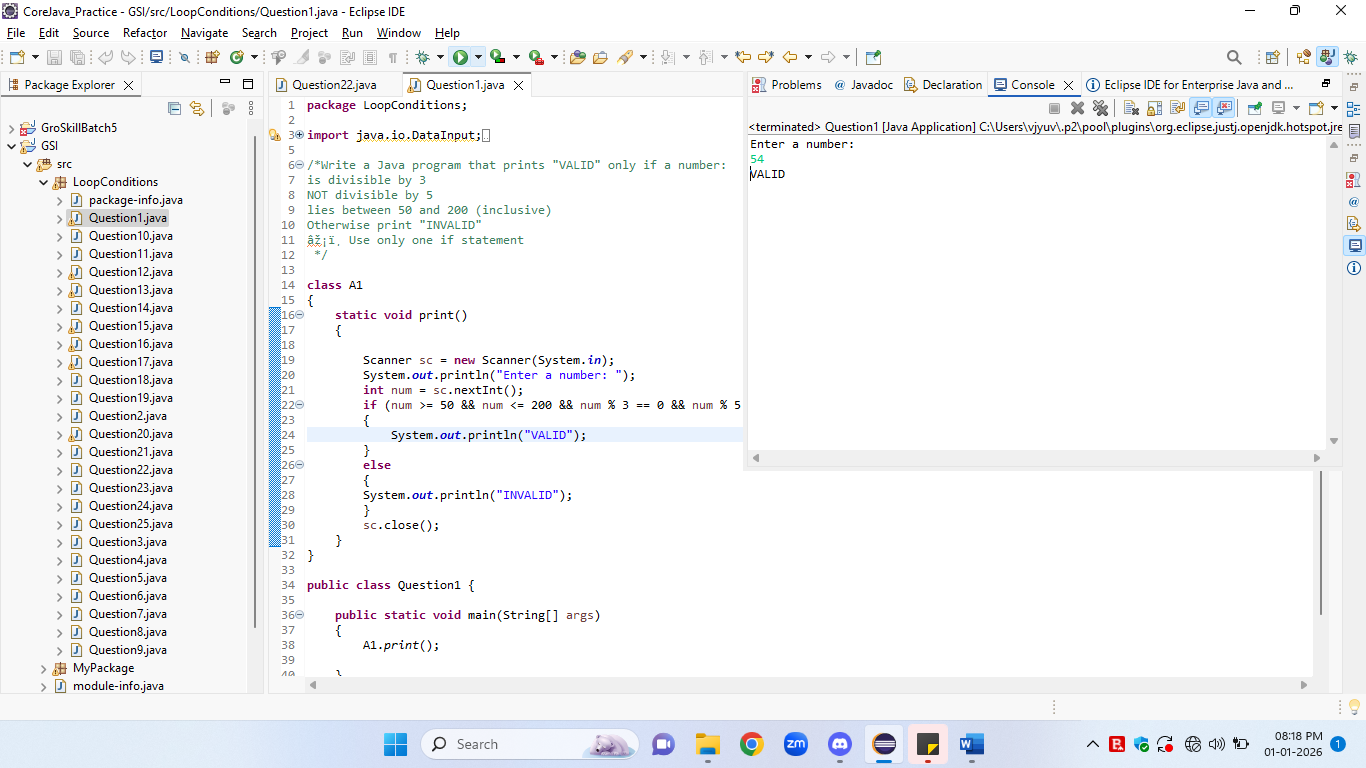 CoreJava_Practice - GSI/src/LoopConditions/Question1.java - Eclipse IDE
File Edit Source Refactor Navigate Search Project Run Window Help
Package Explorer
GroSkillBatch5
GSI
src
LoopConditions
package-info.java
Question1.java
Question10.java
Question11.java
Question12.java
Question13.java
Question14.java
Question15.java
Question16.java
Question17.java
Question18.java
Question19.java
Question2.java
Question20.java
Question21.java
Question22.java
Question23.java
Question24.java
Question25.java
Question3.java
Question4.java
Question5.java
Question6.java
Question7.java
Question8.java
Question9.java
MyPackage
module-info.java
Question22.java Question1.java
1 package LoopConditions;
2
3 import java.io.DataInput;
5
6 /*Write a Java program that prints "VALID" only if a number:
7 is divisible by 3
8 NOT divisible by 5
9 lies between 50 and 200 (inclusive)
10 Otherwise print "INVALID"
11 âž¡ï¸ Use only one if statement
12 */
13
14 class A1
15 {
16 static void print()
17 {
18
19 Scanner sc = new Scanner(System.in);
20 System.out.println("Enter a number: ");
21 int num = sc.nextInt();
22 if (num >= 50 && num <= 200 && num % 3 == 0 && num % 5
23 {
24 System.out.println("VALID");
25 }
26 else
27 {
28 System.out.println("INVALID");
29 }
30 sc.close();
31 }
32 }
33
34 public class Question1 {
35
36 public static void main(String[] args)
37 {
38 A1.print();
39
40 }
Problems Javadoc Declaration Console Eclipse IDE for Enterprise Java and ...
<terminated> Question1 [Java Application] C:\Users\vjyuv\.p2\pool\plugins\org.eclipse.justj.openjdk.hotspot.jre
Enter a number:
54
VALID
Search
zm
08:18 PM
01-01-2026
1